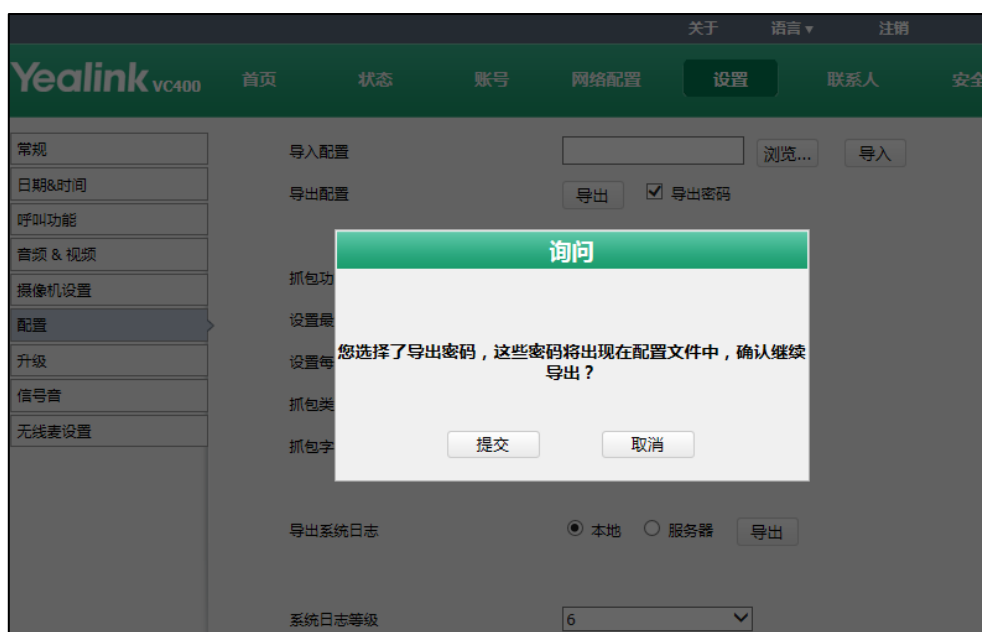 关于 语言 注销
Yealink VC400 首页 状态 账号 网络配置 设置 联系人 安全
常规
日期&时间
呼叫功能
音频 & 视频
摄像机设置
配置
升级
信号音
无线麦设置
导入配置 浏览... 导入
导出配置 导出 导出密码
抓包功
设置最
设置每
抓包类
抓包字
询问
您选择了导出密码，这些密码将出现在配置文件中，确认继续
导出？
提交 取消
导出系统日志 本地 服务器 导出
系统日志等级 6